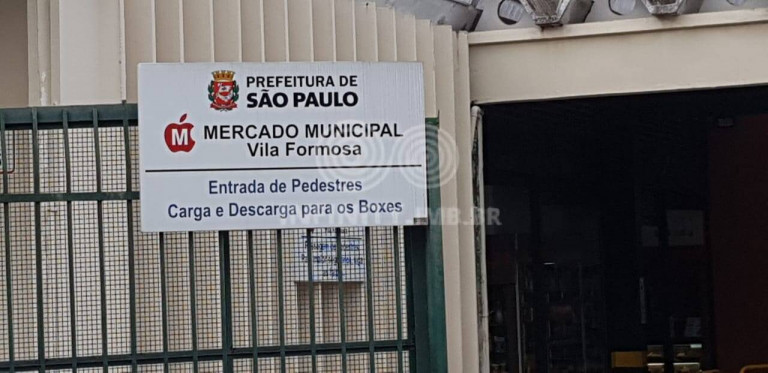 PREFEITURA DE
SÃO PAULO
M
MERCADO MUNICIPAL
Vila Formosa
Entrada de Pedestres
Carga e Descarga para os Boxes